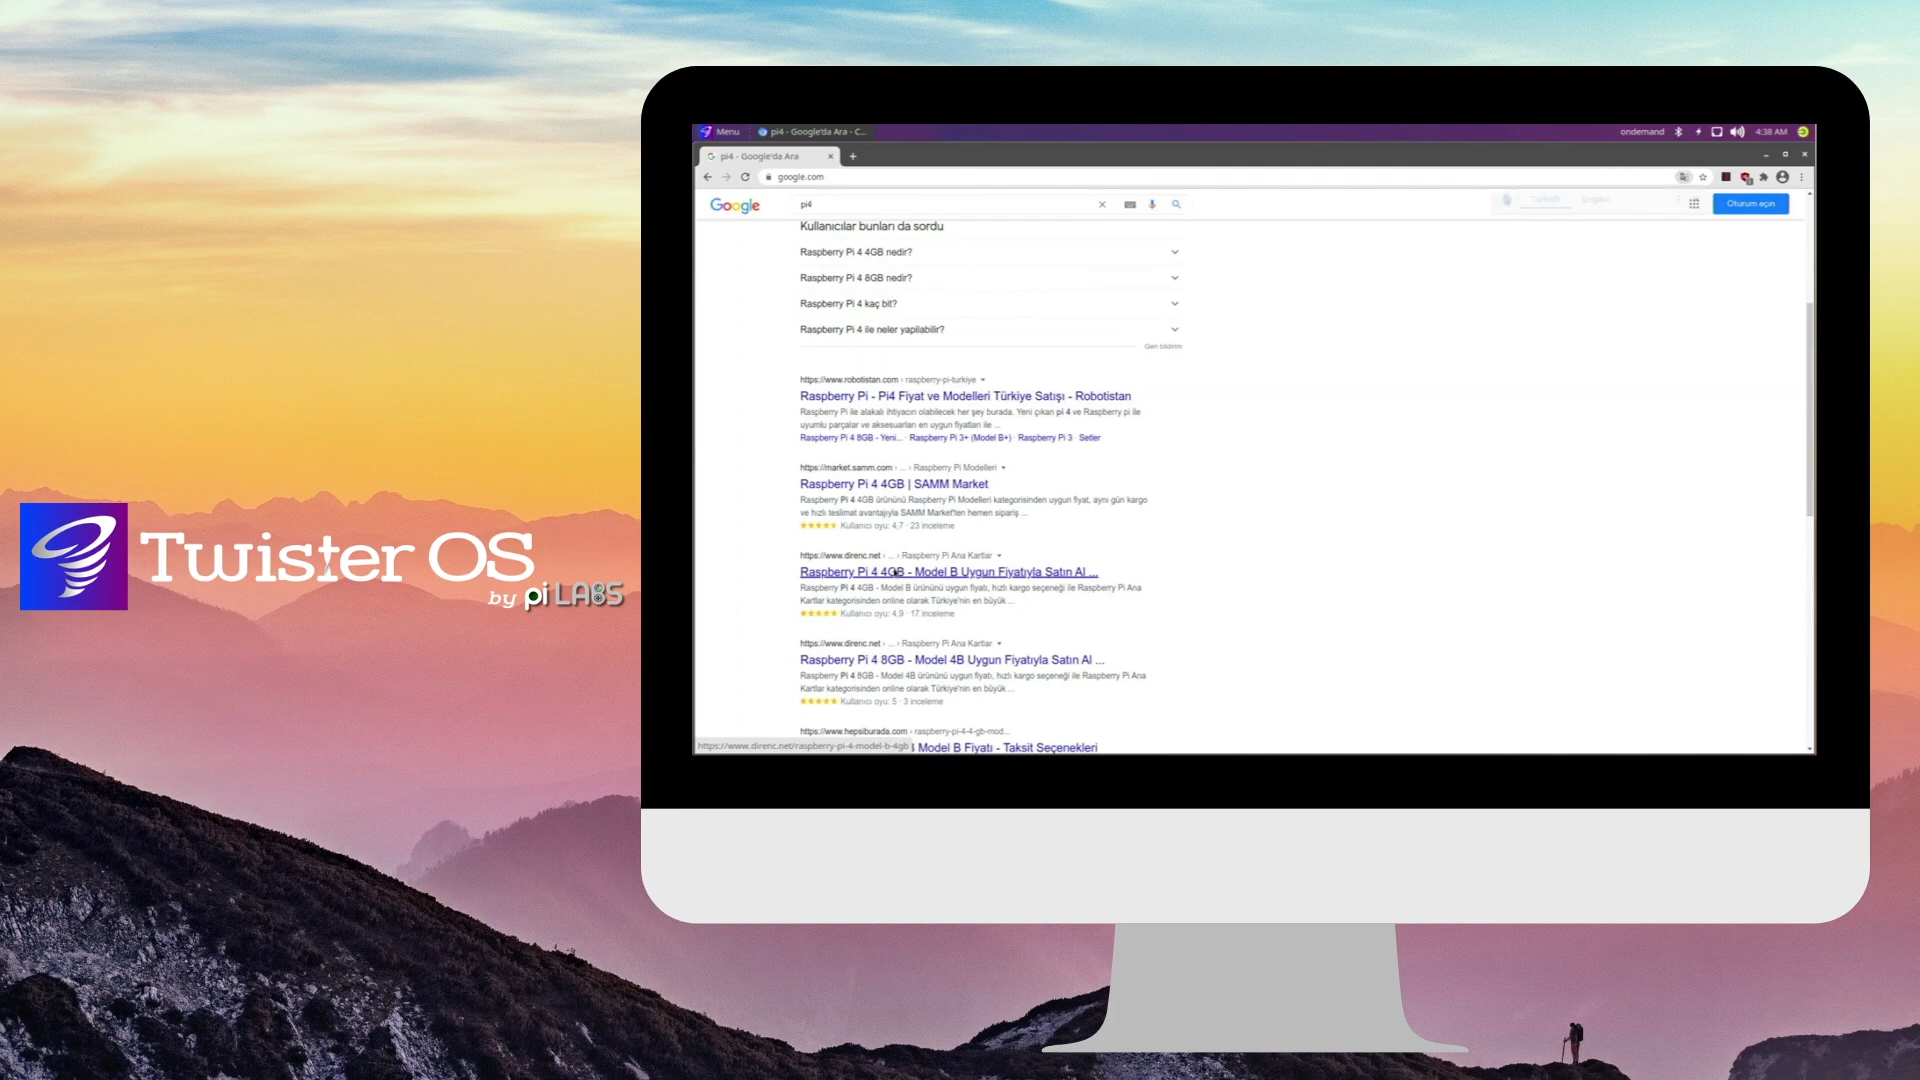 Twister OS
by pi LABS
Menu
pi4 - Google'da Ara - C...
ondemand
4:38 AM
pi4 - Google'da Ara
google.com
Google
pi4
Turkish
English
Oturum açın
Kullanıcılar bunları da sordu
Raspberry Pi 4 4GB nedir?
Raspberry Pi 4 8GB nedir?
Raspberry Pi 4 kaç bit?
Raspberry Pi 4 ile neler yapilabilir?
Geri bildirim
https://www.robotistan.com › raspberry-pi-turkiye
Raspberry Pi - Pi4 Fiyat ve Modelleri Türkiye Satışı - Robotistan
Raspberry Pi ile alakalı ihtiyacın olabilecek her şey burada. Yeni çıkan pi 4 ve Raspberry pi ile
uyumlu parçalar ve aksesuarları en uygun fiyatları ile ...
Raspberry Pi 4 8GB - Yeni... · Raspberry Pi 3+ (Model B+) · Raspberry Pi 3 · Setler
https://market.samm.com › ... › Raspberry Pi Modelleri
Raspberry Pi 4 4GB | SAMM Market
Raspberry Pi 4 4GB ürününü Raspberry Pi Modelleri kategorisinden uygun fiyat, aynı gün kargo
ve hızlı teslimat avantajıyla SAMM Market'ten hemen sipariş ...
Kullanıcı oyu: 4,7 · 23 inceleme
https://www.direnc.net › ... › Raspberry Pi Ana Kartlar
Raspberry Pi 4 4GB - Model B Uygun Fiyatıyla Satın Al ...
Raspberry Pi 4 4GB - Model B ürününü uygun fiyatı, hızlı kargo seçeneği ile Raspberry Pi Ana
Kartlar kategorisinden online olarak Türkiye'nin en büyük ...
Kullanıcı oyu: 4,9 · 17 inceleme
https://www.direnc.net › ... › Raspberry Pi Ana Kartlar
Raspberry Pi 4 8GB - Model 4B Uygun Fiyatıyla Satın Al ...
Raspberry Pi 4 8GB - Model 4B ürününü uygun fiyatı, hızlı kargo seçeneği ile Raspberry Pi Ana
Kartlar kategorisinden online olarak Türkiye'nin en büyük ...
Kullanıcı oyu: 5 · 3 inceleme
https://www.hepsiburada.com › raspberry-pi-4-4-gb-mod...
Model B Fiyatı - Taksit Seçenekleri
https://www.direnc.net/raspberry-pi-4-model-b-4gb